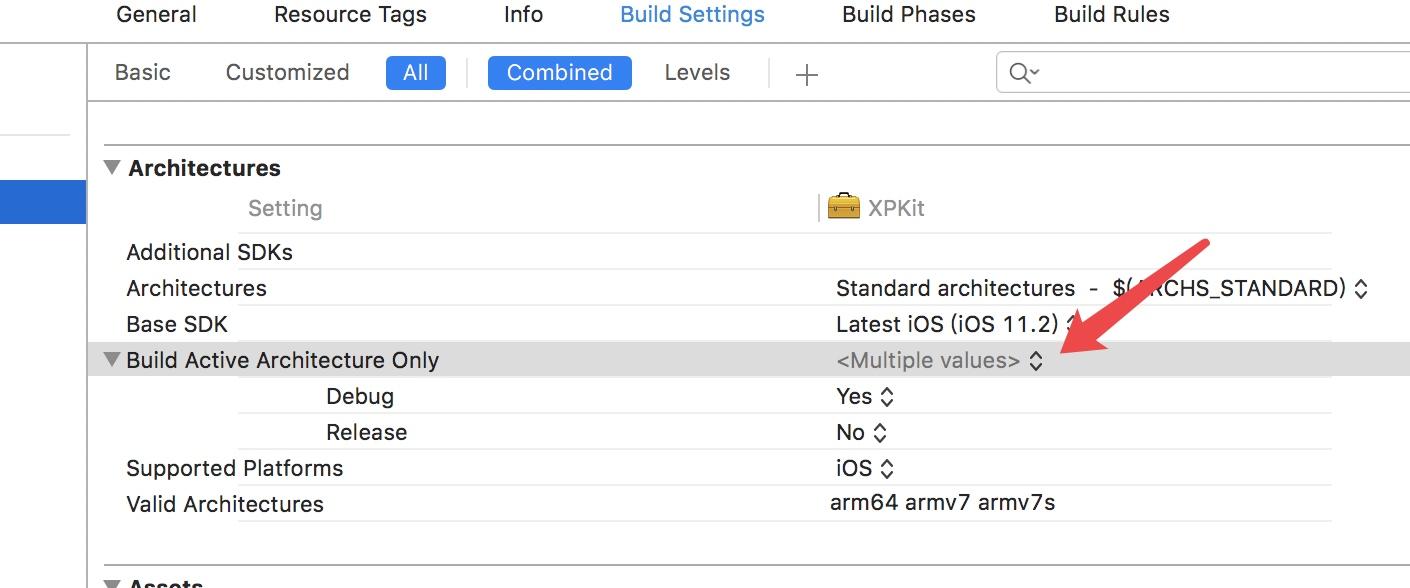 General Resource Tags Info Build Settings Build Phases Build Rules
Basic Customized All Combined Levels
Architectures
Setting XPKit
Additional SDKs
Architectures Standard architectures - $(ARCHS_STANDARD)
Base SDK Latest iOS (iOS 11.2)
Build Active Architecture Only <Multiple values>
Debug Yes
Release No
Supported Platforms iOS
Valid Architectures arm64 armv7 armv7s
Assets